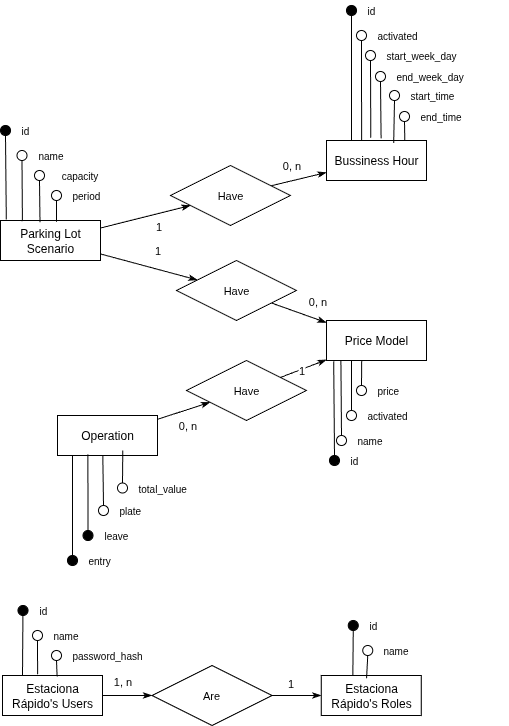 id
activated
start_week_day
end_week_day
start_time
end_time
Bussiness Hour
id
name
capacity
period
0, n
Have
Parking Lot
Scenario
1
1
Have
0, n
Price Model
Have
1
price
activated
name
id
0, n
Operation
total_value
plate
leave
entry
id
name
password_hash
id
name
Estaciona
Rápido's Users
1, n
Are
1
Estaciona
Rápido's Roles